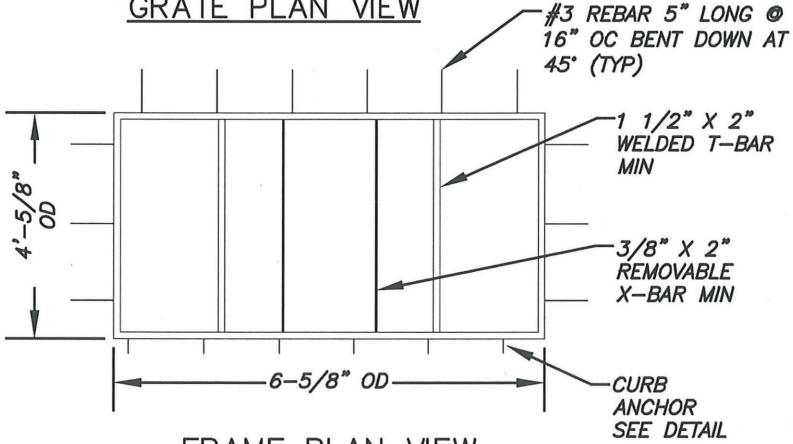 GRATE PLAN VIEW
#3 REBAR 5" LONG @
16" OC BENT DOWN AT
45° (TYP)
1 1/2" X 2"
WELDED T-BAR
MIN
4'-5/8"
OD
3/8" X 2"
REMOVABLE
X-BAR MIN
6-5/8" OD
CURB
ANCHOR
SEE DETAIL
FRAME PLAN VIEW